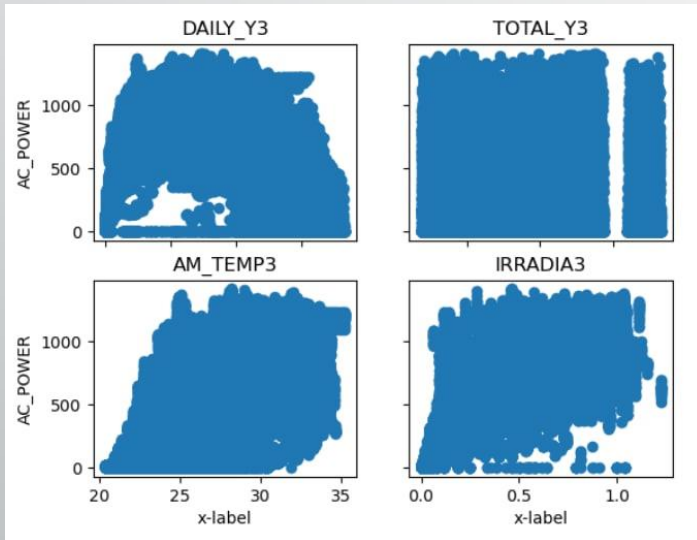 DAILY_Y3 TOTAL_Y3
AC_POWER
1000
500
0
AM_TEMP3 IRRADIA3
AC_POWER
1000
500
0
20 25 30 35 0.0 0.5 1.0
x-label x-label